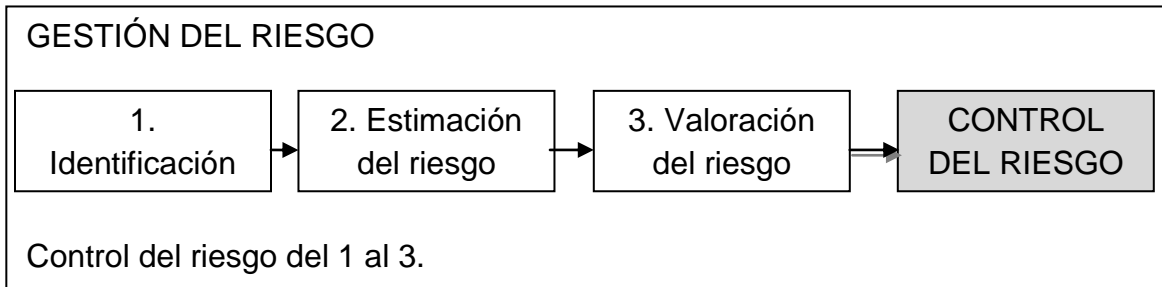 GESTIÓN DEL RIESGO
1.
Identificación
2. Estimación
del riesgo
3. Valoración
del riesgo
CONTROL
DEL RIESGO
Control del riesgo del 1 al 3.